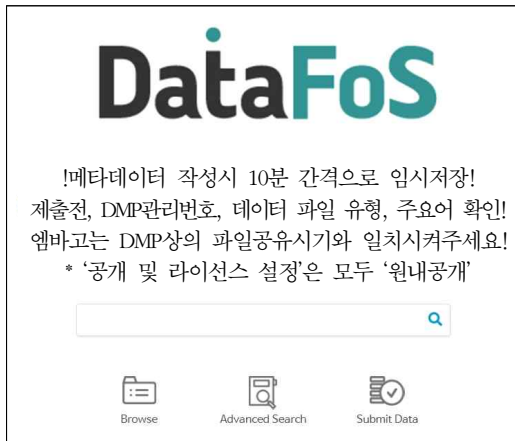 DataFoS
!메타데이터 작성시 10분 간격으로 임시저장!
제출전, DMP관리번호, 데이터 파일 유형, 주요어 확인!
엠바고는 DMP상의 파일공유시기와 일치시켜주세요!
* ‘공개 및 라이선스 설정’은 모두 ‘원내공개’
Browse
Advanced Search
Submit Data